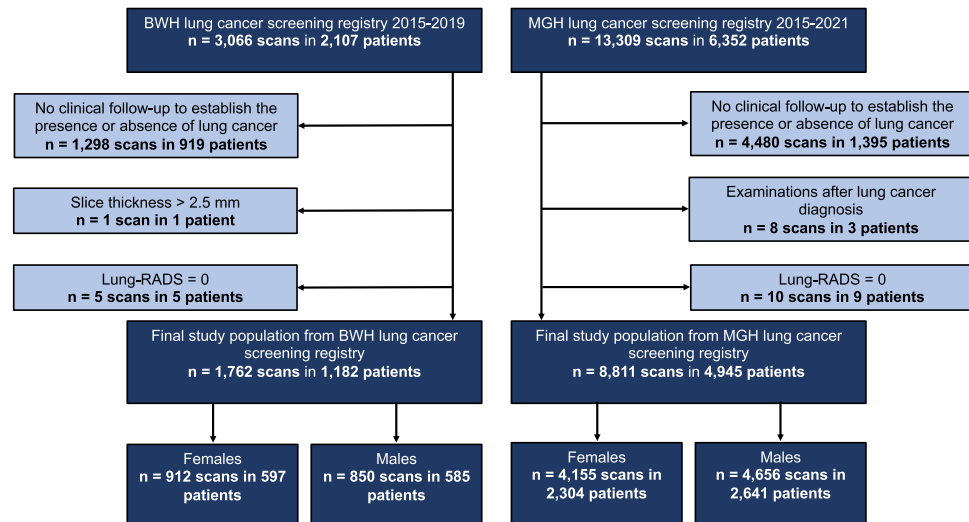 BWH lung cancer screening registry 2015-2019
n = 3,066 scans in 2,107 patients
No clinical follow-up to establish the
presence or absence of lung cancer
n = 1,298 scans in 919 patients
Slice thickness > 2.5 mm
n = 1 scan in 1 patient
Lung-RADS = 0
n = 5 scans in 5 patients
Final study population from BWH lung cancer
screening registry
n = 1,762 scans in 1,182 patients
Females
n = 912 scans in 597
patients
Males
n = 850 scans in 585
patients
MGH lung cancer screening registry 2015-2021
n = 13,309 scans in 6,352 patients
No clinical follow-up to establish the
presence or absence of lung cancer
n = 4,480 scans in 1,395 patients
Examinations after lung cancer
diagnosis
n = 8 scans in 3 patients
Lung-RADS = 0
n = 10 scans in 9 patients
Final study population from MGH lung cancer
screening registry
n = 8,811 scans in 4,945 patients
Females
n = 4,155 scans in
2,304 patients
Males
n = 4,656 scans in
2,641 patients